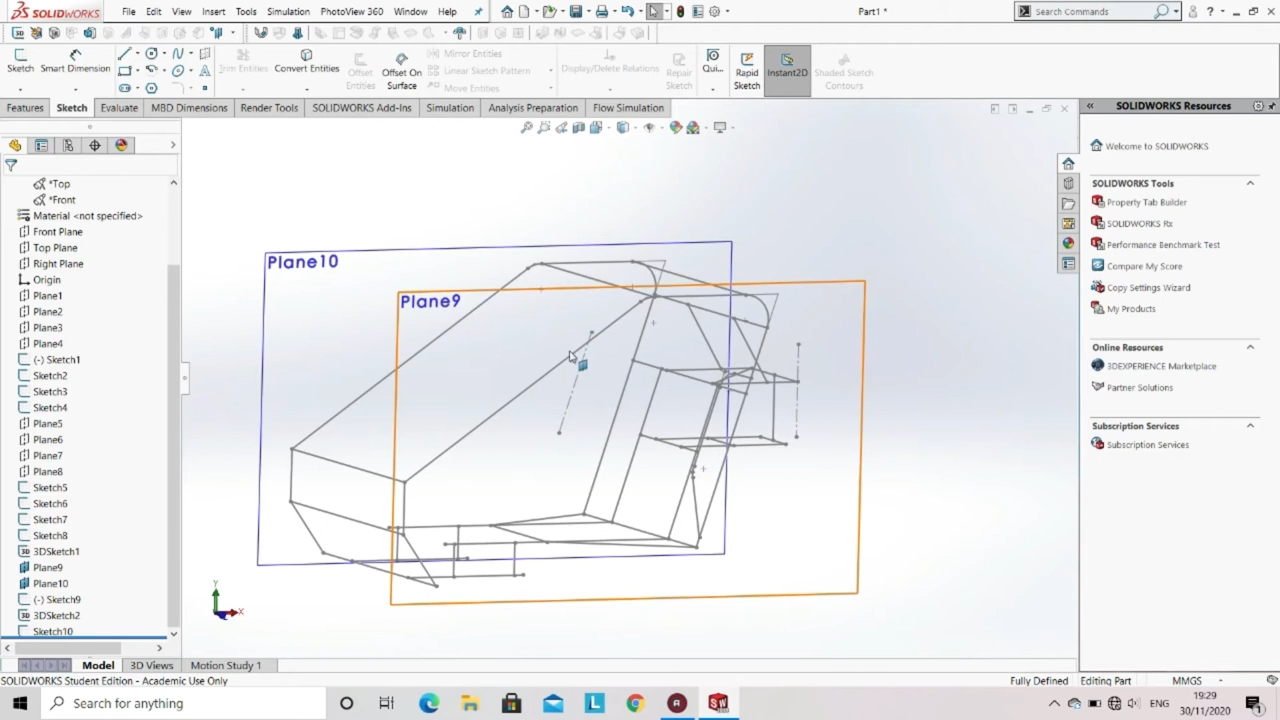 SOLIDWORKS File Edit View Insert Tools Simulation PhotoView 360 Window Help Part1 * Search Commands
Sketch Smart Dimension Trim Entities Convert Entities Offset Entities Offset On Surface Mirror Entities Linear Sketch Pattern Move Entities Display/Delete Relations Repair Sketch Qui... Rapid Sketch Instant2D Shaded Sketch Contours
Features Sketch Evaluate MBD Dimensions Render Tools SOLIDWORKS Add-Ins Simulation Analysis Preparation Flow Simulation
SOLIDWORKS Resources
Welcome to SOLIDWORKS
SOLIDWORKS Tools
Property Tab Builder
SOLIDWORKS Rx
Performance Benchmark Test
Compare My Score
Copy Settings Wizard
My Products
Online Resources
3DEXPERIENCE Marketplace
Partner Solutions
Subscription Services
Subscription Services
*Top
*Front
Material <not specified>
Front Plane
Top Plane
Right Plane
Origin
Plane1
Plane2
Plane3
Plane4
(-) Sketch1
Sketch2
Sketch3
Sketch4
Plane5
Plane6
Plane7
Plane8
Sketch5
Sketch6
Sketch7
Sketch8
3DSketch1
Plane9
Plane10
(-) Sketch9
3DSketch2
Sketch10
Plane10
Plane9
Y
X
Model 3D Views Motion Study 1
SOLIDWORKS Student Edition - Academic Use Only Fully Defined Editing Part MMGS
Search for anything
ENG
19:29
30/11/2020